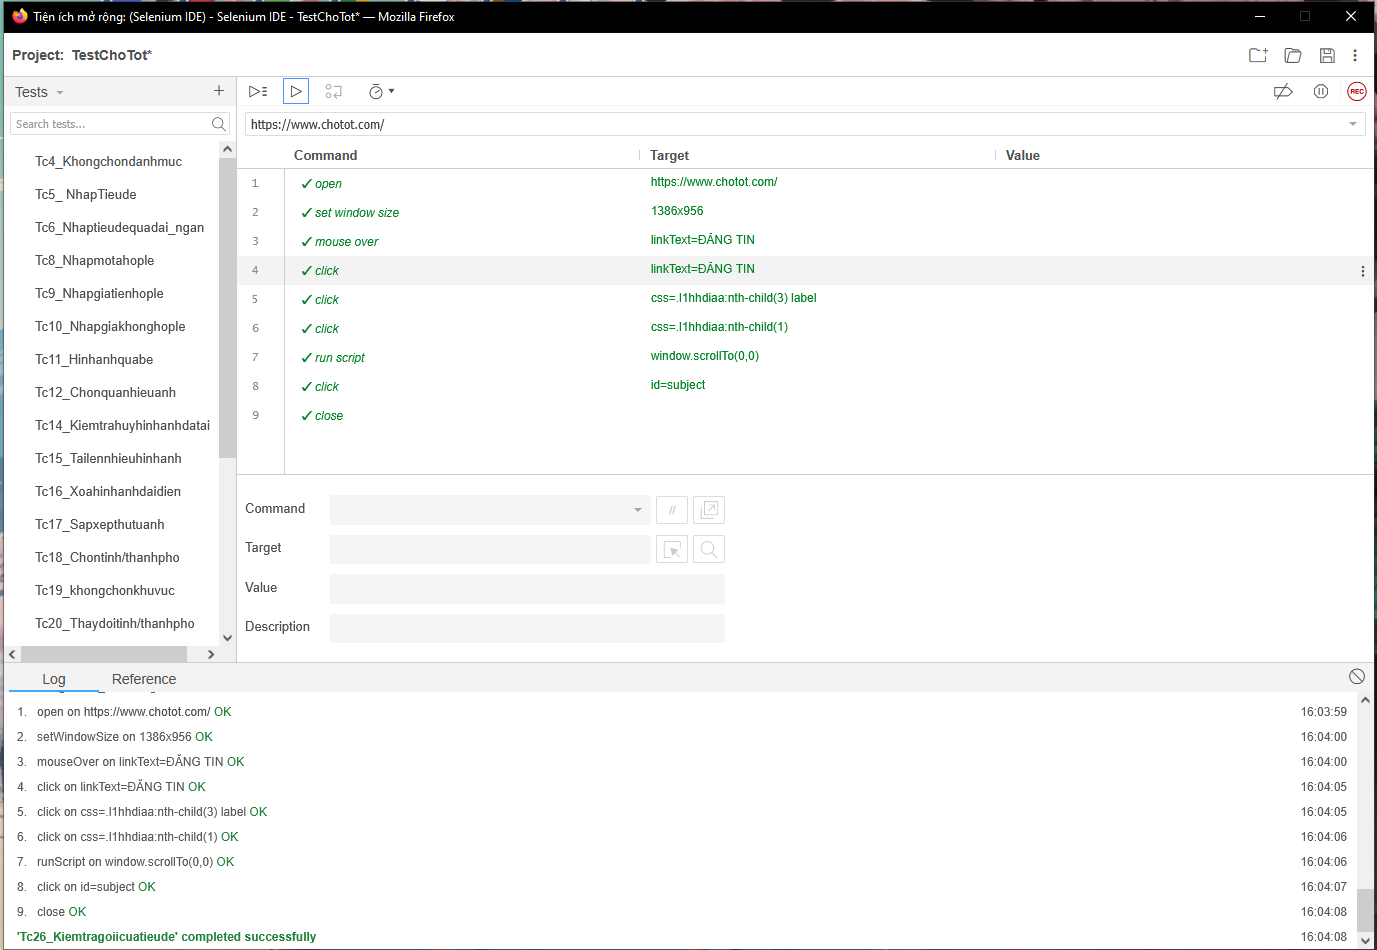 Tiện ích mở rộng: (Selenium IDE) - Selenium IDE - TestChoTot* — Mozilla Firefox
Project: TestChoTot*
Tests
Search tests...
Tc4_Khongchondanhmuc
Tc5_ NhapTieude
Tc6_Nhaptieudequadai_ngan
Tc8_Nhapmotahople
Tc9_Nhapgiatienhople
Tc10_Nhapgiakhonghople
Tc11_Hinhanhquabe
Tc12_Chonquanhieuanh
Tc14_Kiemtrahuyhinhanhdatai
Tc15_Tailennhieuhinhanh
Tc16_Xoahinhanhdaidien
Tc17_Sapxepthutuanh
Tc18_Chontinh/thanhpho
Tc19_khongchonkhuvuc
Tc20_Thaydoitinh/thanhpho
REC
https://www.chotot.com/
Command Target Value
1 ✓ open https://www.chotot.com/
2 ✓ set window size 1386x956
3 ✓ mouse over linkText=ĐĂNG TIN
4 ✓ click linkText=ĐĂNG TIN
5 ✓ click css=.l1hhdiaa:nth-child(3) label
6 ✓ click css=.l1hhdiaa:nth-child(1)
7 ✓ run script window.scrollTo(0,0)
8 ✓ click id=subject
9 ✓ close
Command //
Target
Value
Description
Log Reference
1. open on https://www.chotot.com/ OK 16:03:59
2. setWindowSize on 1386x956 OK 16:04:00
3. mouseOver on linkText=ĐĂNG TIN OK 16:04:00
4. click on linkText=ĐĂNG TIN OK 16:04:05
5. click on css=.l1hhdiaa:nth-child(3) label OK 16:04:05
6. click on css=.l1hhdiaa:nth-child(1) OK 16:04:06
7. runScript on window.scrollTo(0,0) OK 16:04:06
8. click on id=subject OK 16:04:07
9. close OK 16:04:08
'Tc26_Kiemtragoiicuatieude' completed successfully 16:04:08